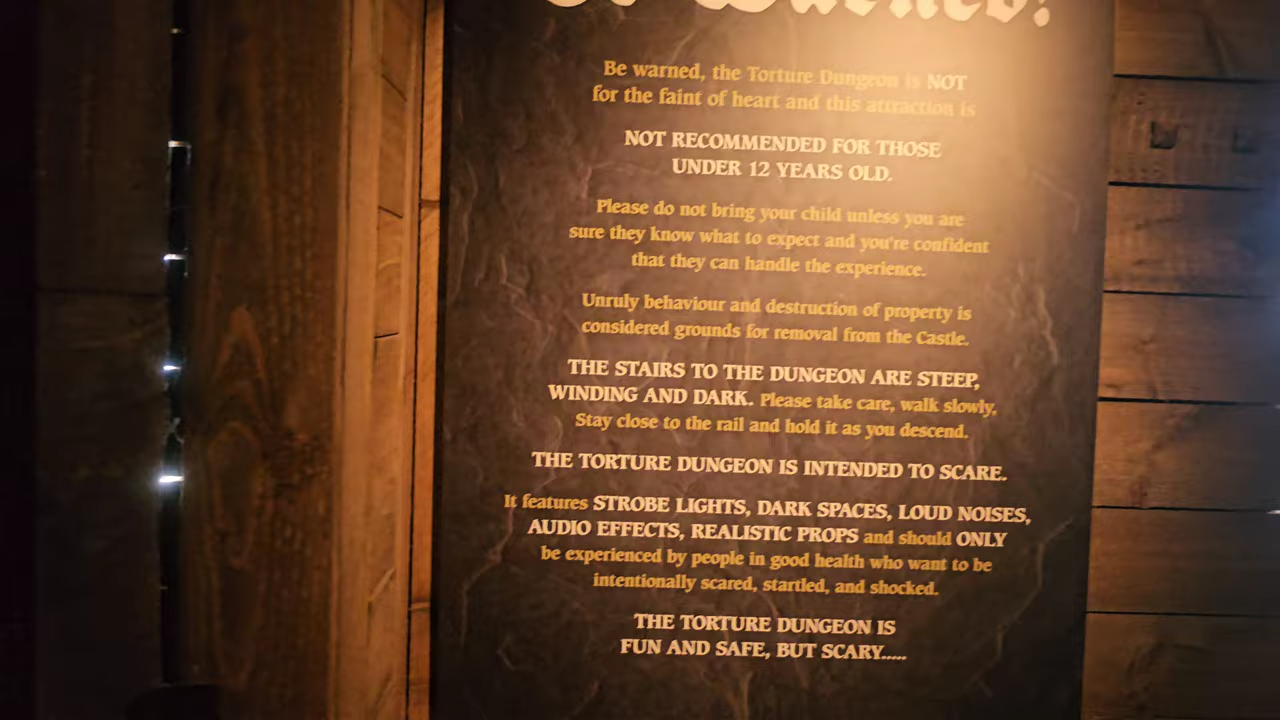 Be Warned!
Be warned, the Torture Dungeon is NOT
for the faint of heart and this attraction is
NOT RECOMMENDED FOR THOSE
UNDER 12 YEARS OLD.
Please do not bring your child unless you are
sure they know what to expect and you're confident
that they can handle the experience.
Unruly behaviour and destruction of property is
considered grounds for removal from the Castle.
THE STAIRS TO THE DUNGEON ARE STEEP,
WINDING AND DARK. Please take care, walk slowly,
Stay close to the rail and hold it as you descend.
THE TORTURE DUNGEON IS INTENDED TO SCARE.
It features STROBE LIGHTS, DARK SPACES, LOUD NOISES,
AUDIO EFFECTS, REALISTIC PROPS and should ONLY
be experienced by people in good health who want to be
intentionally scared, startled, and shocked.
THE TORTURE DUNGEON IS
FUN AND SAFE, BUT SCARY.....